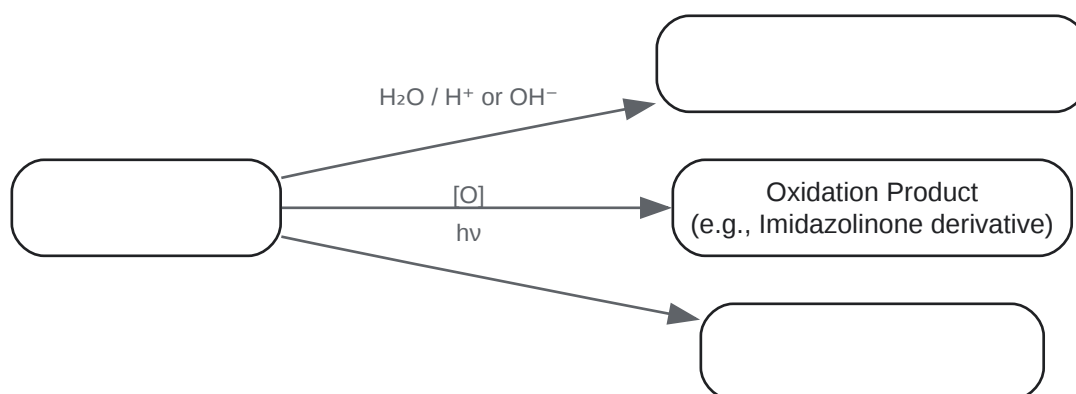 H₂O / H⁺ or OH⁻
[O]
Oxidation Product
(e.g., Imidazolinone derivative)
hν